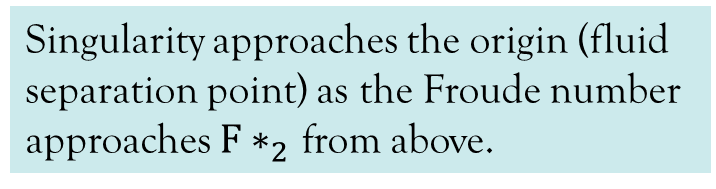 Singularity approaches the origin (fluid
separation point) as the Froude number
approaches F *₂ from above.